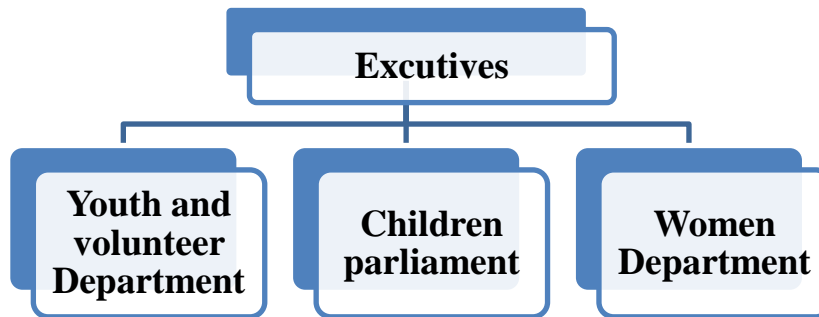 Excutives
Youth and
volunteer
Department
Children
parliament
Women
Department